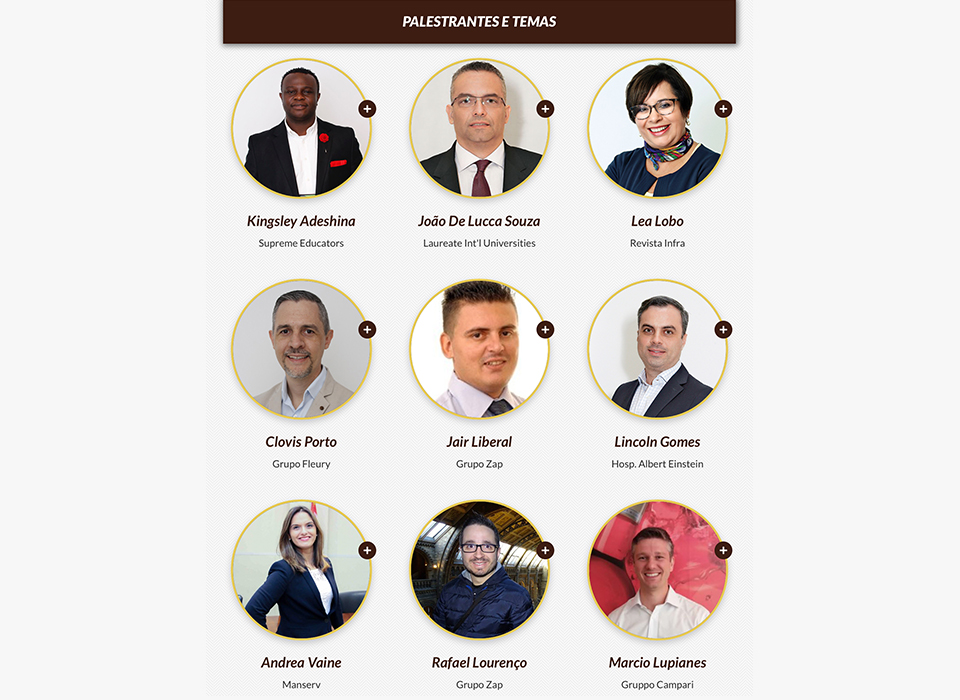 PALESTRANTES E TEMAS
Kingsley Adeshina
João De Lucca Souza
Lea Lobo
Supreme Educators
Laureate Int'l Universities
Revista Infra
Clovis Porto
Jair Liberal
Lincoln Gomes
Grupo Fleury
Grupo Zap
Hosp. Albert Einstein
Andrea Vaine
Rafael Lourenço
Marcio Lupianes
Manserv
Grupo Zap
Gruppo Campari